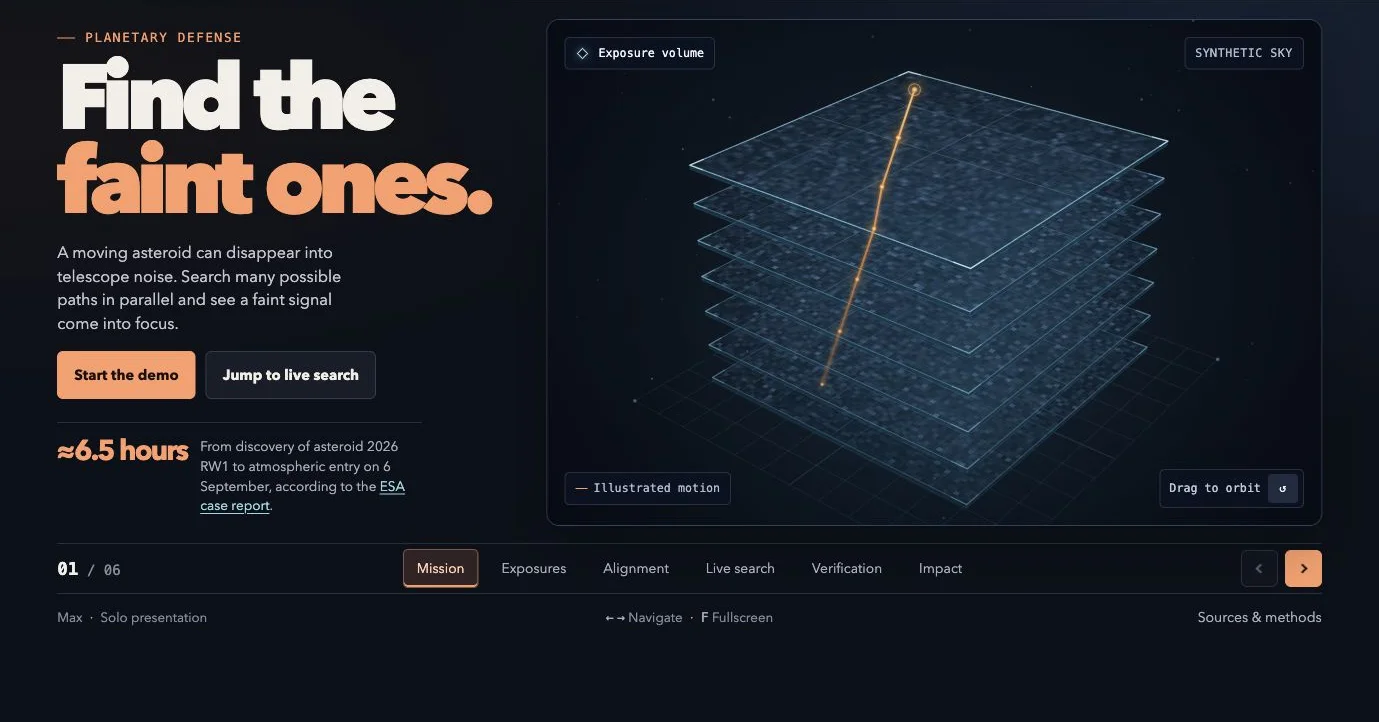 — PLANETARY DEFENSE
Find the
faint ones.
A moving asteroid can disappear into
telescope noise. Search many possible
paths in parallel and see a faint signal
come into focus.
Start the demo
Jump to live search
≈6.5 hours
From discovery of asteroid 2026
RW1 to atmospheric entry on 6
September, according to the ESA
case report.
◇ Exposure volume
SYNTHETIC SKY
— Illustrated motion
Drag to orbit ↺
01 / 06
Mission
Exposures
Alignment
Live search
Verification
Impact
Max · Solo presentation
←→ Navigate · F Fullscreen
Sources & methods